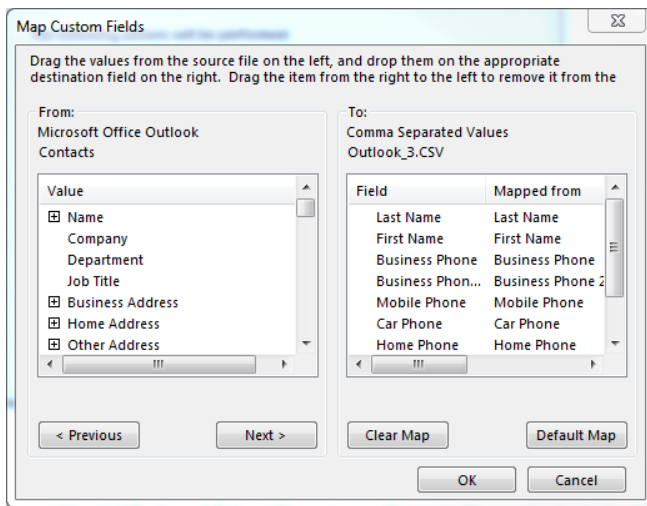 Map Custom Fields
Drag the values from the source file on the left, and drop them on the appropriate
destination field on the right. Drag the item from the right to the left to remove it from the
From:
Microsoft Office Outlook
Contacts
Value
Name
Company
Department
Job Title
Business Address
Home Address
Other Address
< Previous
Next >
To:
Comma Separated Values
Outlook_3.CSV
Field Mapped from
Last Name Last Name
First Name First Name
Business Phone Business Phone
Business Phon... Business Phone 2
Mobile Phone Mobile Phone
Car Phone Car Phone
Home Phone Home Phone
Clear Map
Default Map
OK
Cancel